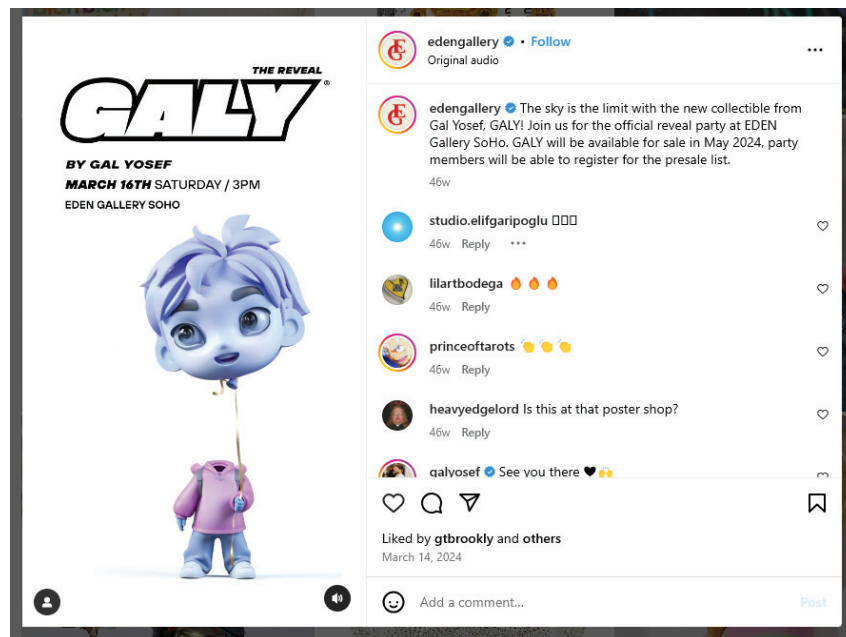 THE REVEAL
GALY®
BY GAL YOSEF
MARCH 16TH SATURDAY / 3PM
EDEN GALLERY SOHO
edengallery • Follow
Original audio
edengallery The sky is the limit with the new collectible from
Gal Yosef, GALY! Join us for the official reveal party at EDEN
Gallery SoHo. GALY will be available for sale in May 2024, party
members will be able to register for the presale list.
46w
studio.elifgaripoglu
46w Reply
lilartbodega 🔥🔥🔥
46w Reply
princeoftarots 👏👏👏
46w Reply
heavyedgelord Is this at that poster shop?
46w Reply
galyosef See you there 🖤🙌
Liked by gtbrookly and others
March 14, 2024
Add a comment...
Post